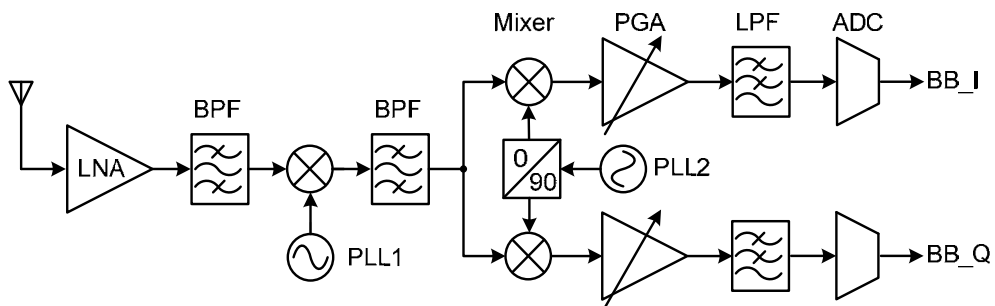 Mixer PGA LPF ADC
BB_I
BPF BPF
LNA
0
90
PLL2
PLL1
BB_Q